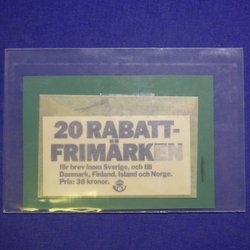 20 RABATT-
FRIMÄRKEN
för brev inom Sverige, och till
Danmark, Finland, Island och Norge.
Pris: 38 kronor.